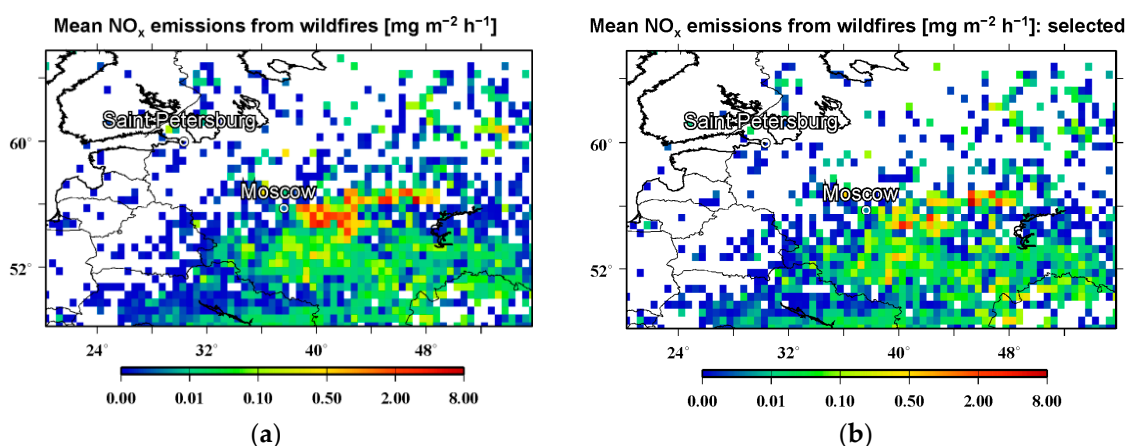 Mean NOx emissions from wildfires [mg m−2 h−1]
Saint Petersburg
60°
Moscow
52°
24° 32° 40° 48°
0.00 0.01 0.10 0.50 2.00 8.00
(a)
Mean NOx emissions from wildfires [mg m−2 h−1]: selected
Saint Petersburg
60°
Moscow
52°
24° 32° 40° 48°
0.00 0.01 0.10 0.50 2.00 8.00
(b)